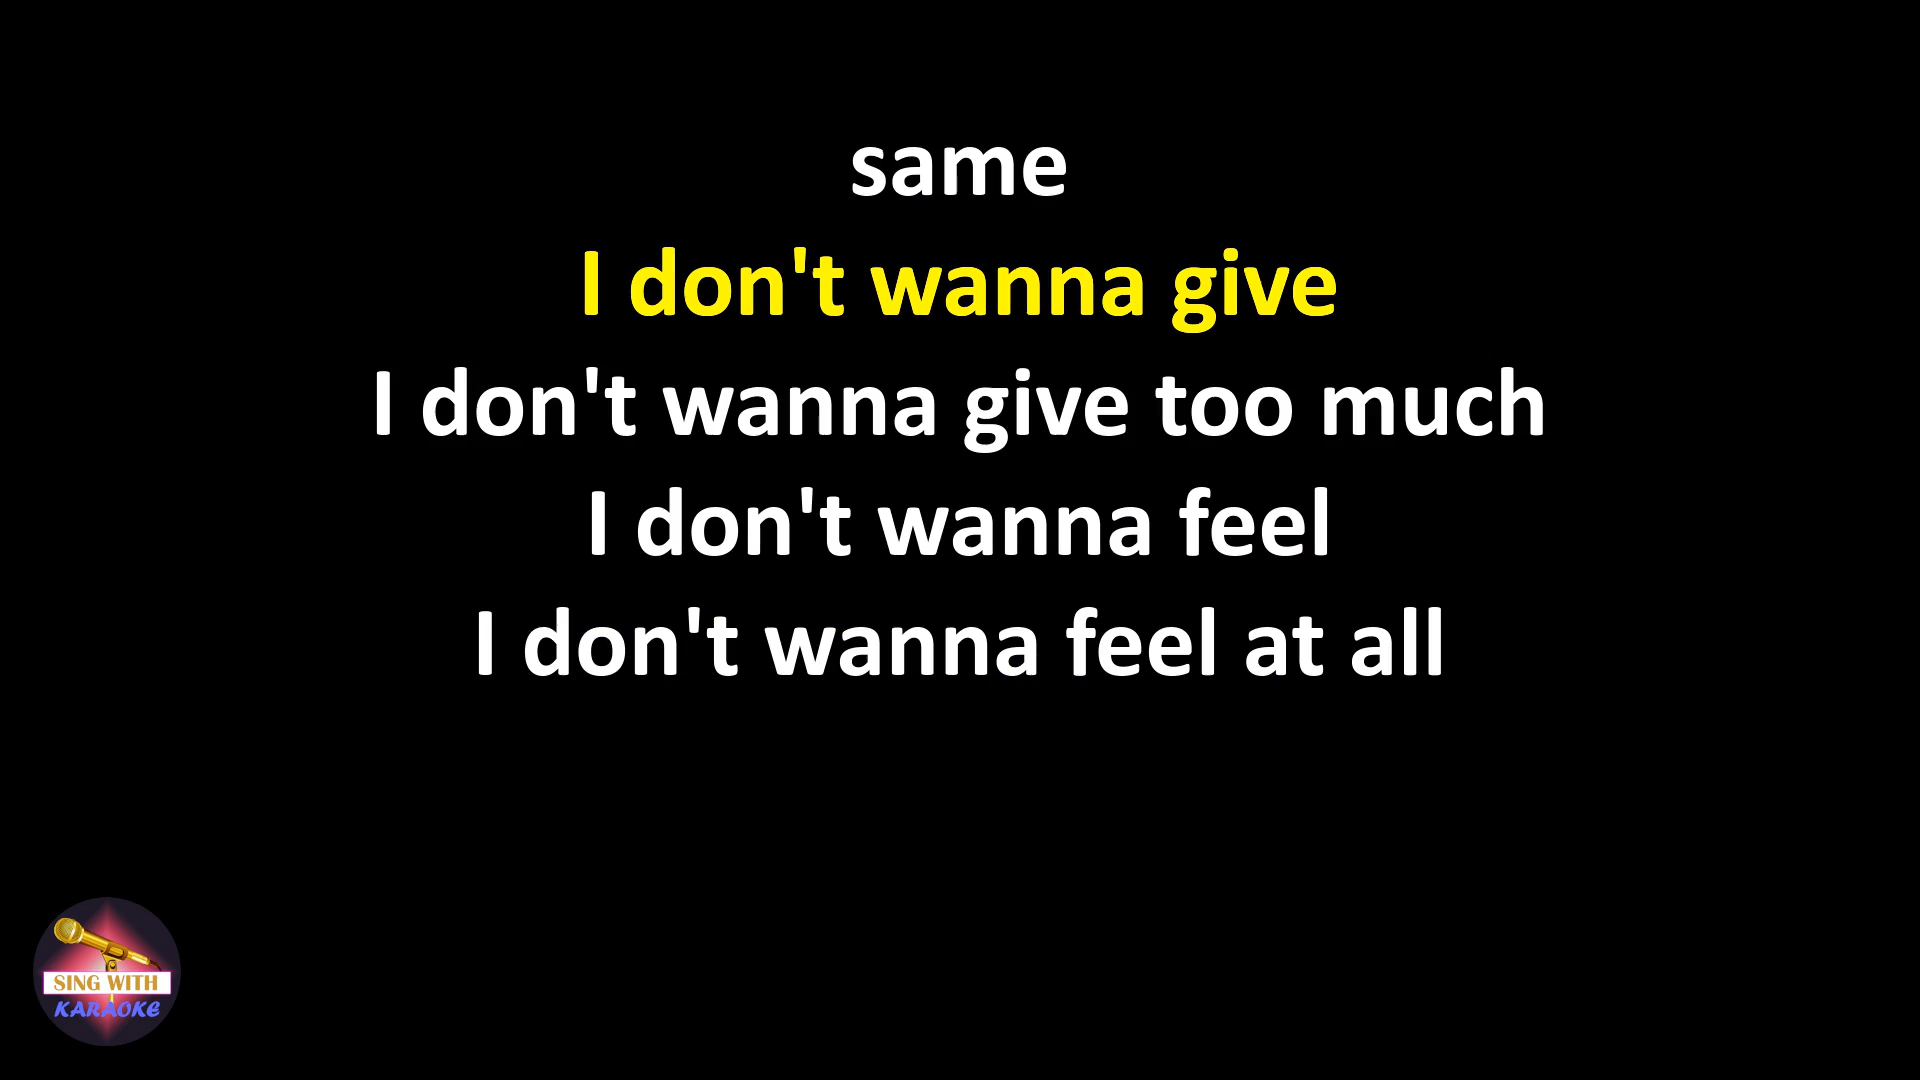 same
I don't wanna give
I don't wanna give too much
I don't wanna feel
I don't wanna feel at all
SING WITH
KARAOKE